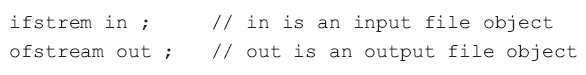 ifstrem in ;      // in is an input file object
ofstream out ;   // out is an output file object